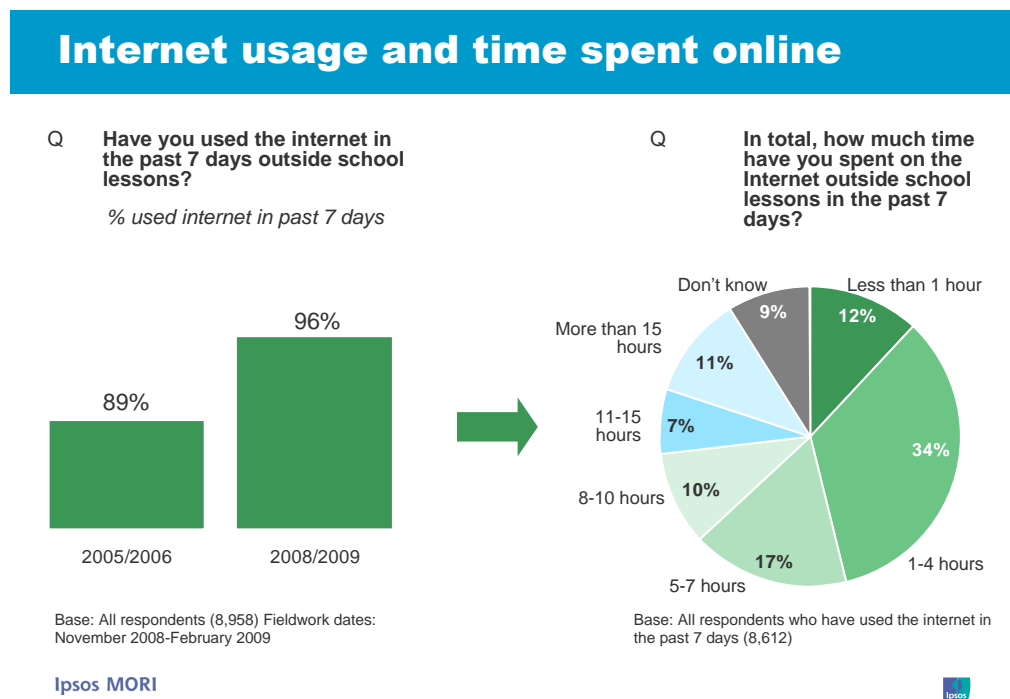 Internet usage and time spent online
Q
Have you used the internet in
the past 7 days outside school
lessons?
% used internet in past 7 days
89%
96%
2005/2006
2008/2009
Base: All respondents (8,958) Fieldwork dates:
November 2008-February 2009
Q
In total, how much time
have you spent on the
Internet outside school
lessons in the past 7
days?
Don't know
Less than 1 hour
9%
12%
More than 15
hours
11%
11-15
hours
7%
34%
8-10 hours
10%
17%
1-4 hours
5-7 hours
Base: All respondents who have used the internet in
the past 7 days (8,612)
Ipsos MORI
Ipsos